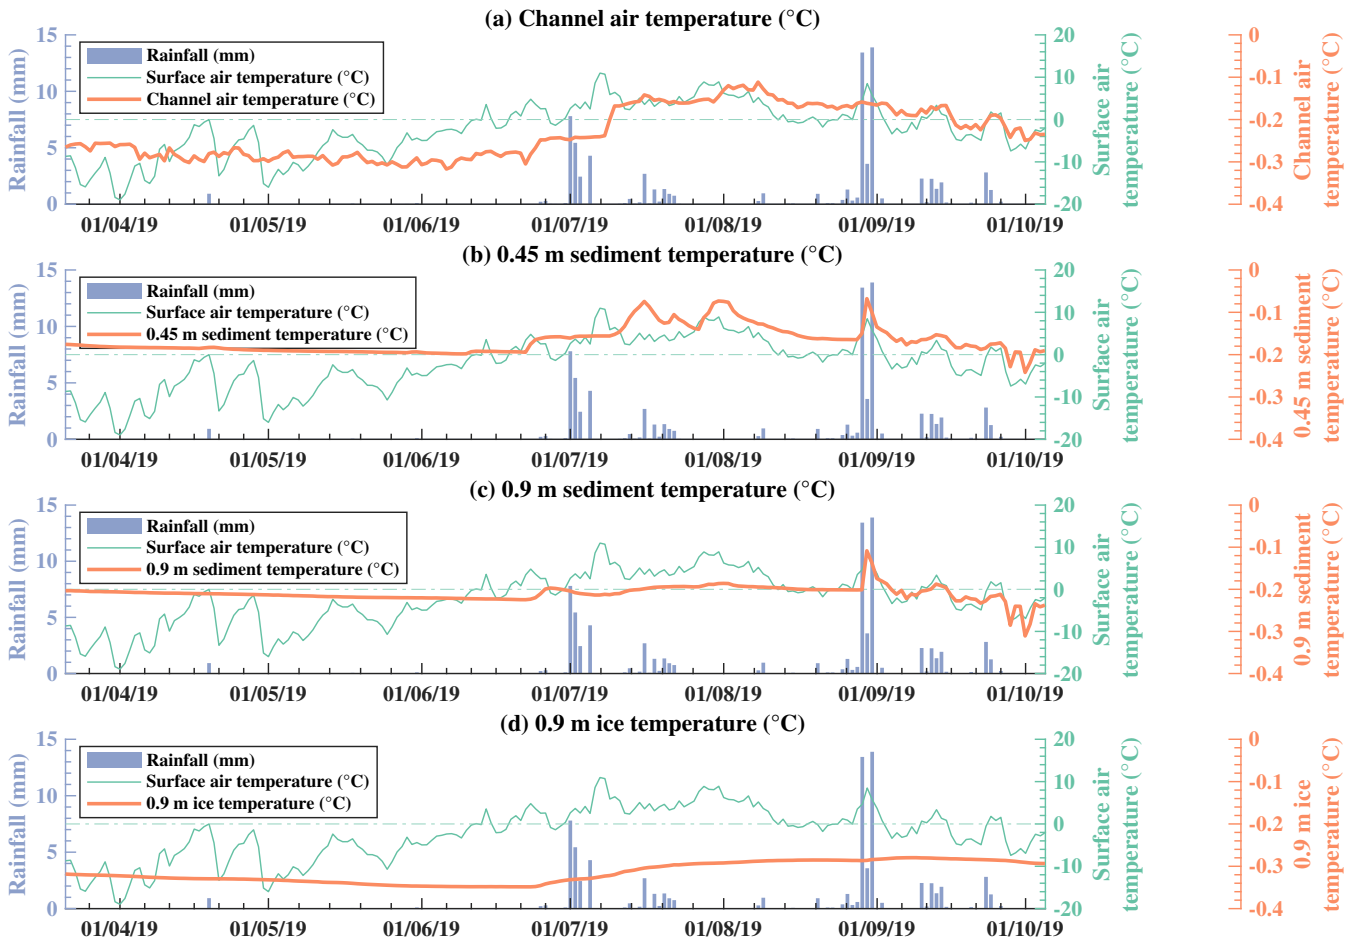 (a) Channel air temperature (°C)
Rainfall (mm)
15
10
5
0
Rainfall (mm)
Surface air temperature (°C)
Channel air temperature (°C)
20
10
0
-10
-20
Surface air
temperature (°C)
0
-0.1
-0.2
-0.3
-0.4
Channel air
temperature (°C)
01/04/19 01/05/19 01/06/19 01/07/19 01/08/19 01/09/19 01/10/19
(b) 0.45 m sediment temperature (°C)
Rainfall (mm)
15
10
5
0
Rainfall (mm)
Surface air temperature (°C)
0.45 m sediment temperature (°C)
20
10
0
-10
-20
Surface air
temperature (°C)
0
-0.1
-0.2
-0.3
-0.4
0.45 m sediment
temperature (°C)
01/04/19 01/05/19 01/06/19 01/07/19 01/08/19 01/09/19 01/10/19
(c) 0.9 m sediment temperature (°C)
Rainfall (mm)
15
10
5
0
Rainfall (mm)
Surface air temperature (°C)
0.9 m sediment temperature (°C)
20
10
0
-10
-20
Surface air
temperature (°C)
0
-0.1
-0.2
-0.3
-0.4
0.9 m sediment
temperature (°C)
01/04/19 01/05/19 01/06/19 01/07/19 01/08/19 01/09/19 01/10/19
(d) 0.9 m ice temperature (°C)
Rainfall (mm)
15
10
5
0
Rainfall (mm)
Surface air temperature (°C)
0.9 m ice temperature (°C)
20
10
0
-10
-20
Surface air
temperature (°C)
0
-0.1
-0.2
-0.3
-0.4
0.9 m ice
temperature (°C)
01/04/19 01/05/19 01/06/19 01/07/19 01/08/19 01/09/19 01/10/19